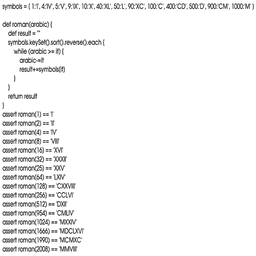 symbols = [ 1:'I', 4:'IV', 5:'V', 9:'IX', 10:'X', 40:'XL', 50:'L', 90:'XC', 100:'C', 400:'CD', 500:'D', 900:'CM', 1000:'M' ]
def roman(arabic) {
def result = ""
symbols.keySet().sort().reverse().each {
while (arabic >= it) {
arabic-=it
result+=symbols[it]
}
}
return result
}
assert roman(1) == 'I'
assert roman(2) == 'II'
assert roman(4) == 'IV'
assert roman(8) == 'VIII'
assert roman(16) == 'XVI'
assert roman(32) == 'XXXII'
assert roman(25) == 'XXV'
assert roman(64) == 'LXIV'
assert roman(128) == 'CXXVIII'
assert roman(256) == 'CCLVI'
assert roman(512) == 'DXII'
assert roman(954) == 'CMLIV'
assert roman(1024) == 'MXXIV'
assert roman(1666) == 'MDCLXVI'
assert roman(1990) == 'MCMXC'
assert roman(2008) == 'MMVIII'